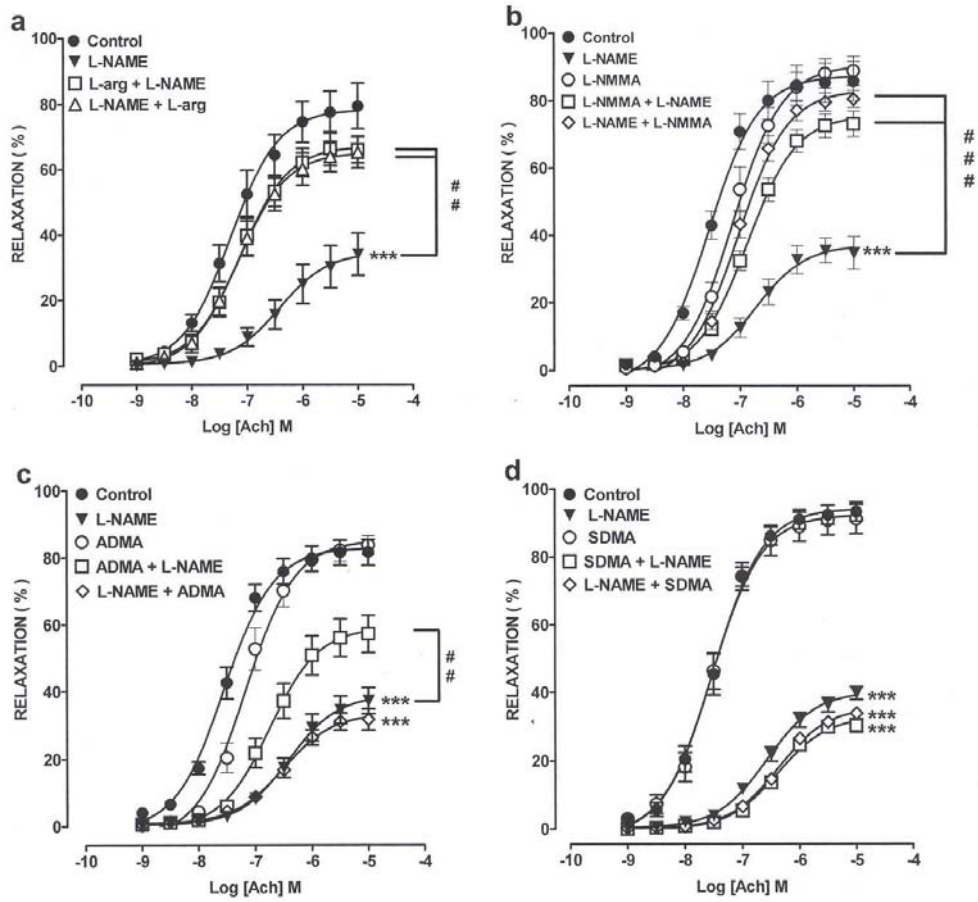 a
Control
L-NAME
L-arg + L-NAME
L-NAME + L-arg
100
80
60
40
20
0
RELAXATION ( % )
***
#
#
-10 -9 -8 -7 -6 -5 -4
Log [Ach] M
b
Control
L-NAME
L-NMMA
L-NMMA + L-NAME
L-NAME + L-NMMA
100
80
60
40
20
0
RELAXATION ( % )
***
#
#
#
-10 -9 -8 -7 -6 -5 -4
Log [Ach] M
c
Control
L-NAME
ADMA
ADMA + L-NAME
L-NAME + ADMA
100
80
60
40
20
0
RELAXATION ( % )
#
#
***
***
-10 -9 -8 -7 -6 -5 -4
Log [Ach] M
d
Control
L-NAME
SDMA
SDMA + L-NAME
L-NAME + SDMA
100
80
60
40
20
0
RELAXATION ( % )
***
***
***
-10 -9 -8 -7 -6 -5 -4
Log [Ach] M